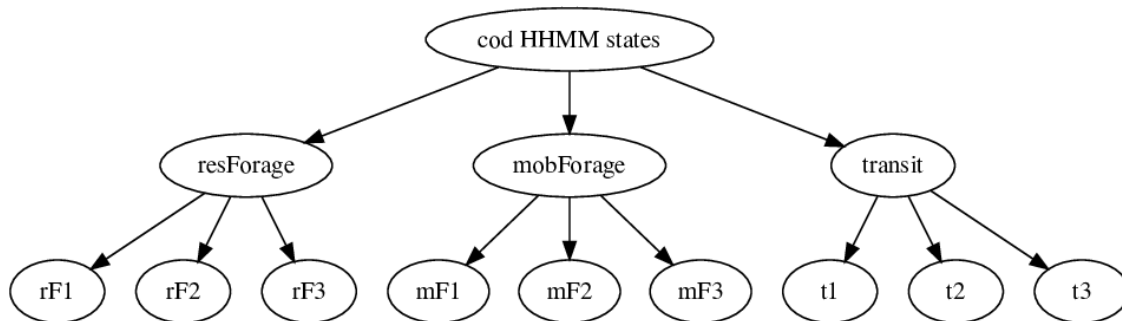 cod HHMM states
resForage
mobForage
transit
rF1
rF2
rF3
mF1
mF2
mF3
t1
t2
t3